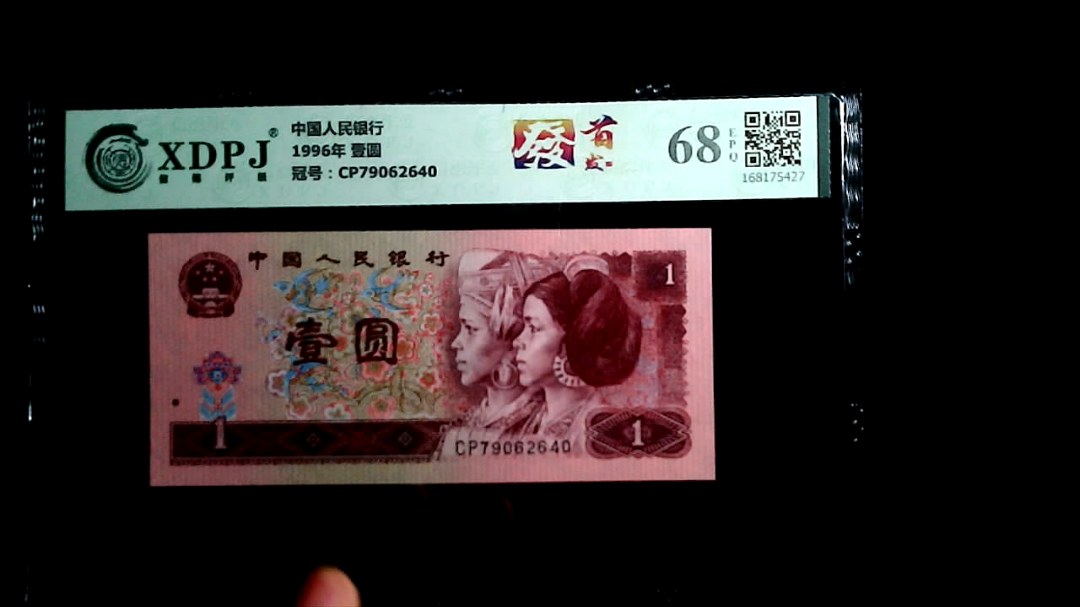 XDPJ®
中国人民银行
1996年 壹圆
冠号：CP79062640
發
首
发
68
EPQ
168175427
中国人民银行
1
壹圆
1
CP79062640
1